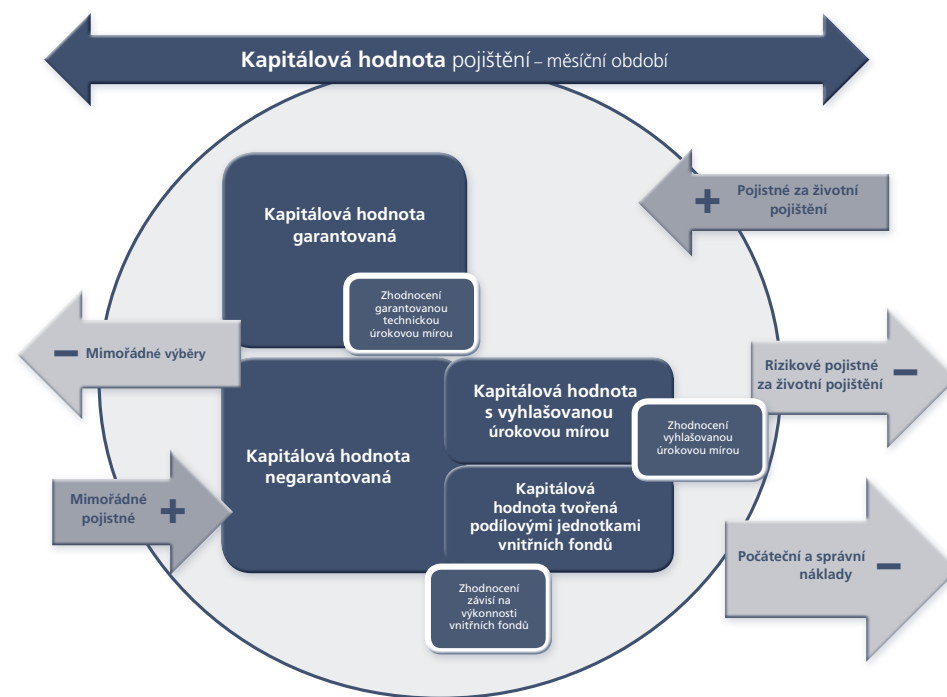 Kapitálová hodnota pojištění – měsíční období
+ Pojistné za životní
pojištění
Kapitálová hodnota
garantovaná
Zhodnocení
garantovanou
technickou
úrokovou mírou
– Mimořádné výběry
Rizikové pojistné
za životní pojištění –
Kapitálová hodnota
s vyhlašovanou
úrokovou mírou
Zhodnocení
vyhlašovanou
úrokovou mírou
Kapitálová hodnota
negarantovaná
Kapitálová
hodnota tvořená
podílovými jednotkami
vnitřních fondů
Mimořádné
pojistné +
Počáteční a správní
náklady –
Zhodnocení
závisí na
výkonnosti
vnitřních fondů